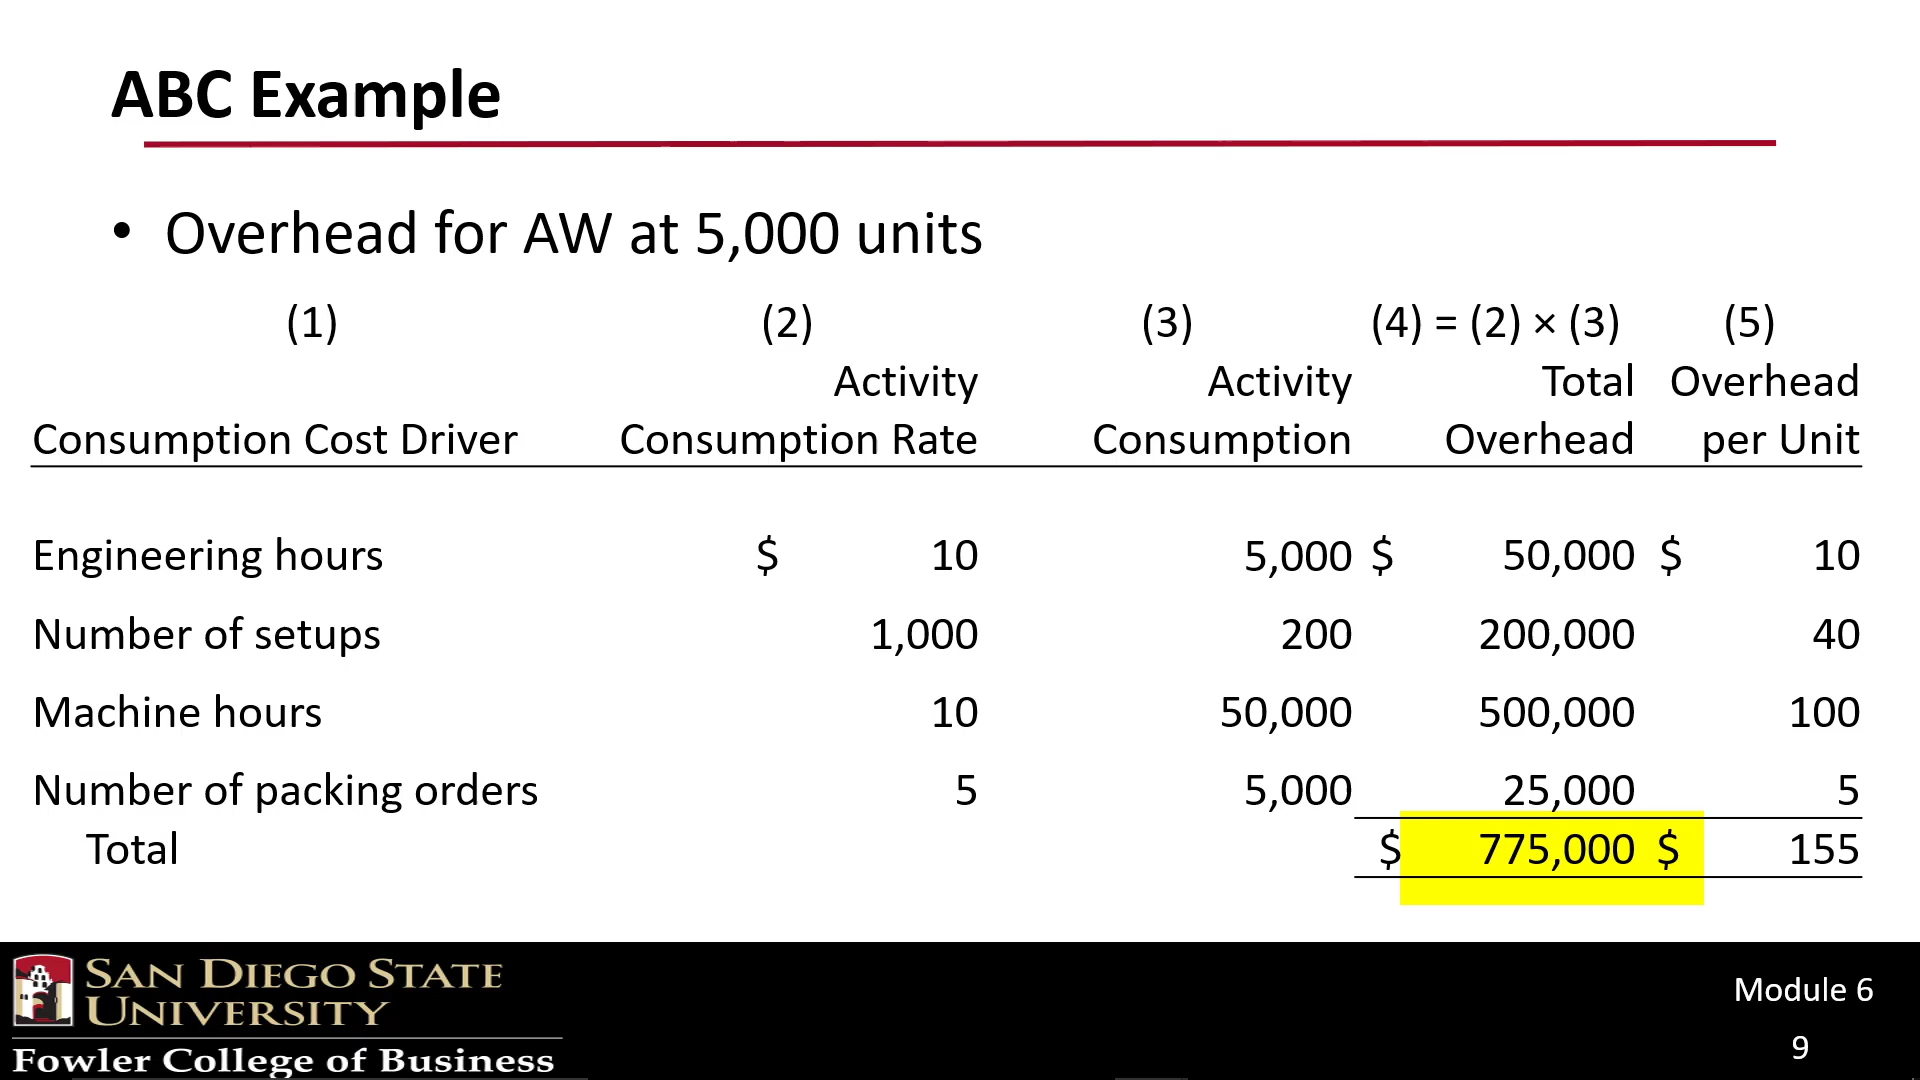 ABC Example
• Overhead for AW at 5,000 units
(1) (2) (3) (4) = (2) × (3) (5)
Activity Activity Total Overhead
Consumption Cost Driver Consumption Rate Consumption Overhead per Unit
Engineering hours $ 10 5,000 $ 50,000 $ 10
Number of setups 1,000 200 200,000 40
Machine hours 10 50,000 500,000 100
Number of packing orders 5 5,000 25,000 5
Total $ 775,000 $ 155
SAN DIEGO STATE
UNIVERSITY
Fowler College of Business
Module 6
9